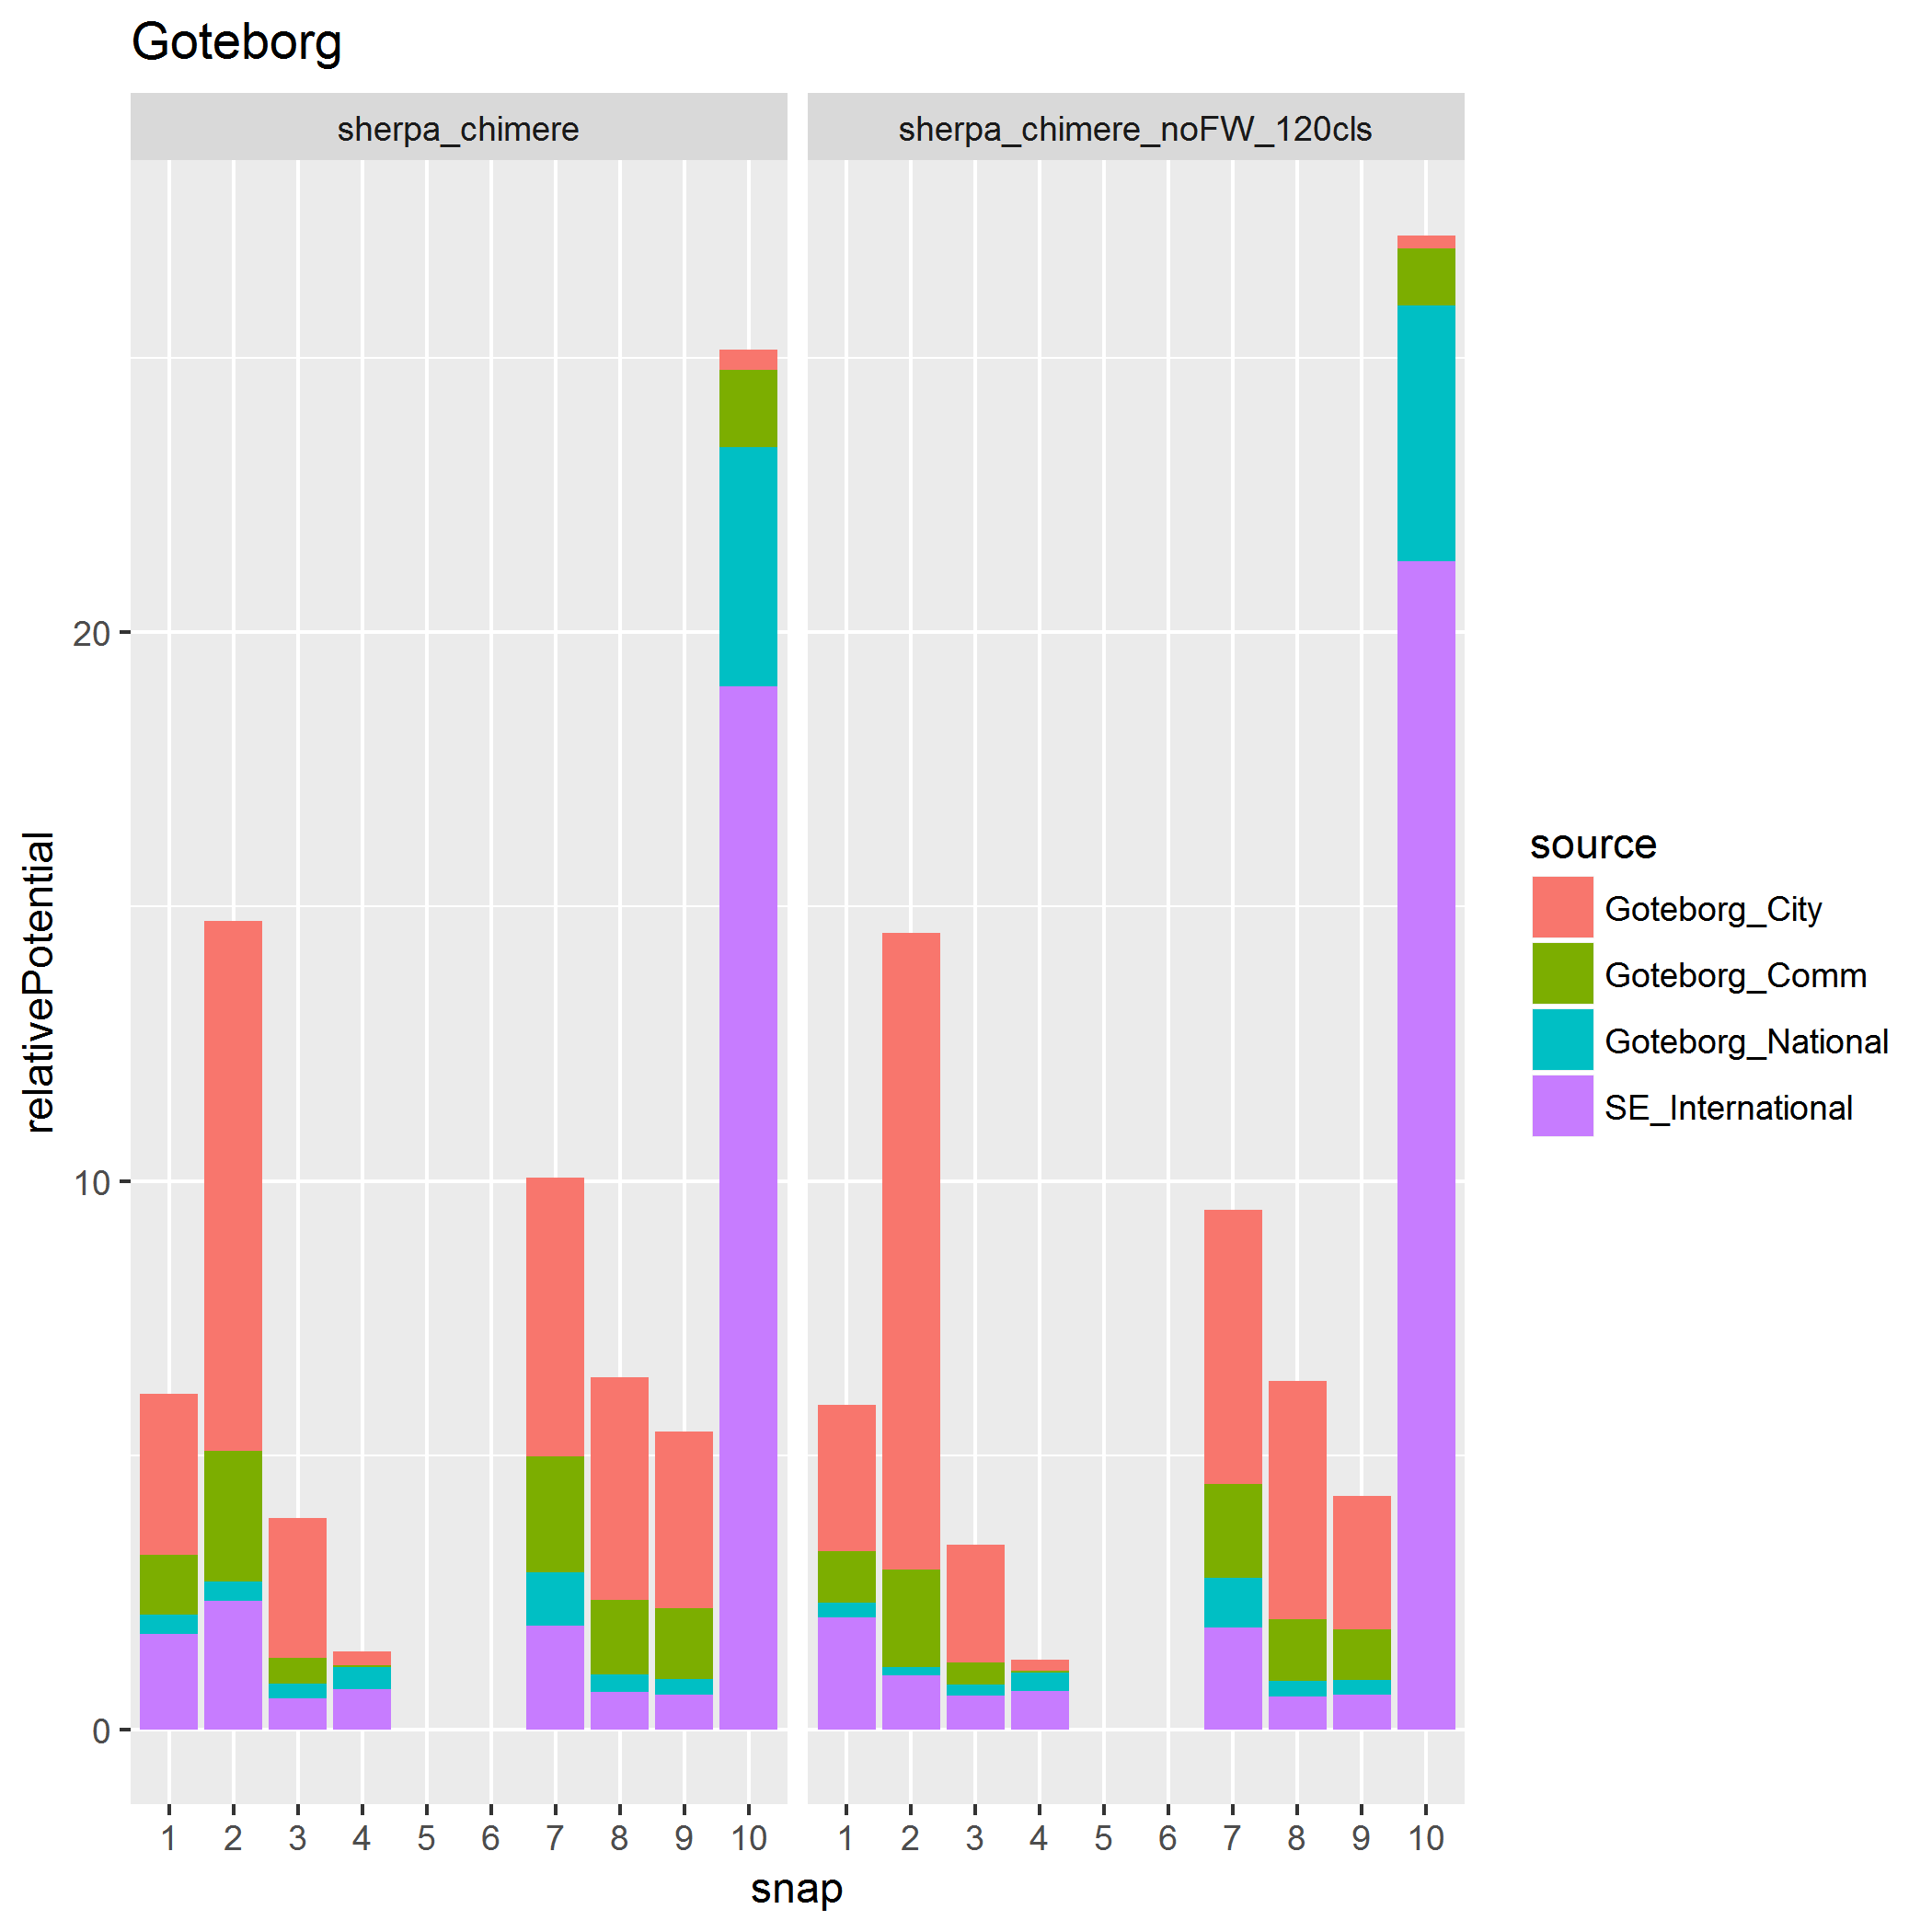 Goteborg
sherpa_chimere
sherpa_chimere_noFW_120cls
relativePotential
20
10
0
1 2 3 4 5 6 7 8 9 10
1 2 3 4 5 6 7 8 9 10
snap
source
Goteborg_City
Goteborg_Comm
Goteborg_National
SE_International